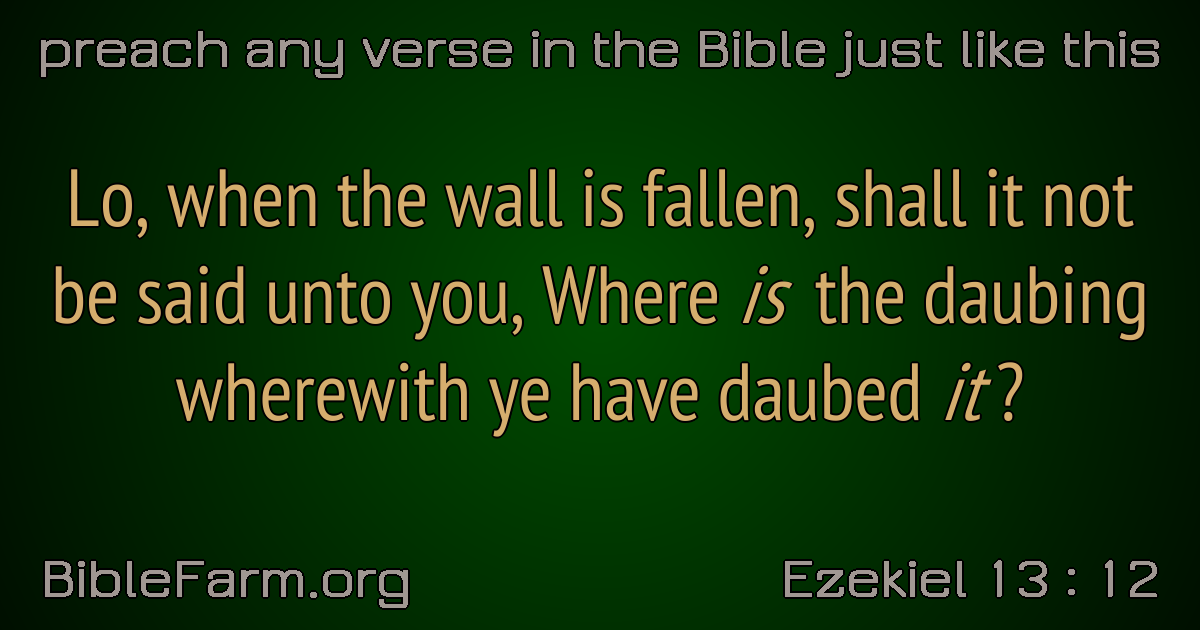 preach any verse in the Bible just like this
Lo, when the wall is fallen, shall it not
be said unto you, Where is the daubing
wherewith ye have daubed it?
BibleFarm.org
Ezekiel 13 : 12